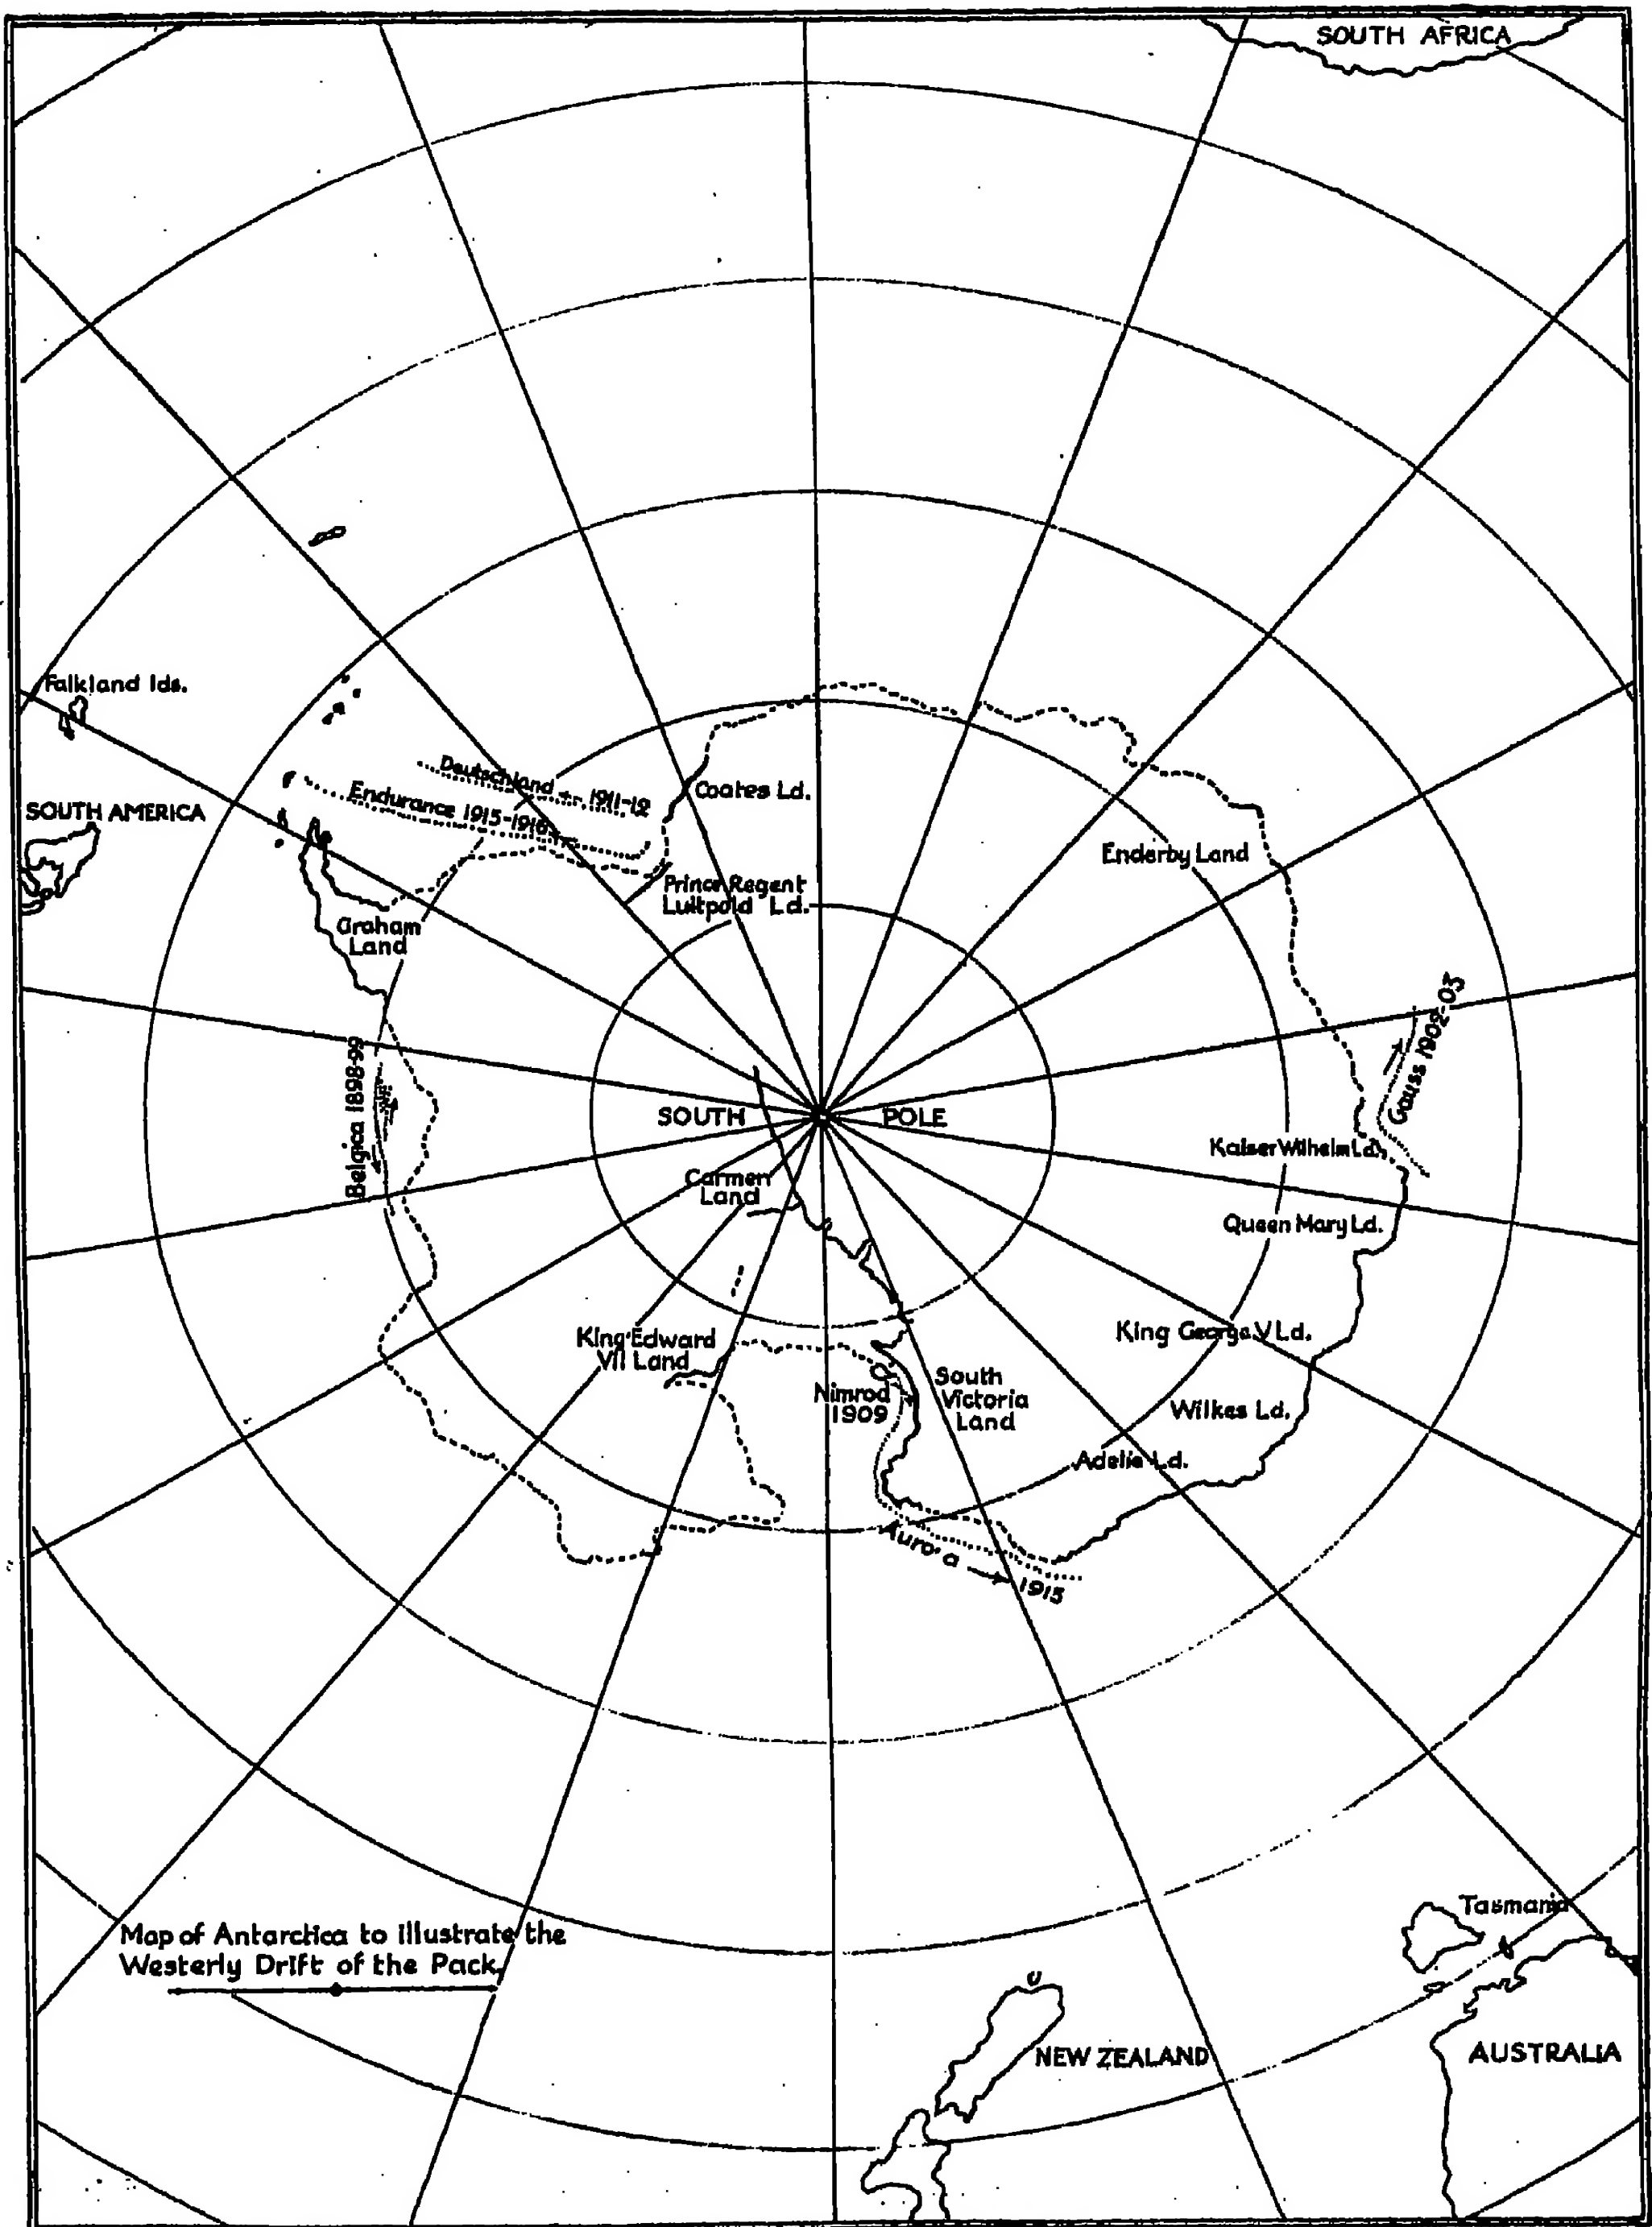 SOUTH AFRICA
Falkland Ids.
SOUTH AMERICA
Deutschland ← 1911-12
Endurance 1915-1916
Coates Ld.
Enderby Land
Prince Regent
Luitpold Ld.
Graham
Land
Belgica 1898-99
Gauss 1902-03
SOUTH POLE
Kaiser Wilhelm Ld.
Carmen
Land
Queen Mary Ld.
King Edward
VII Land
King George V Ld.
Nimrod
1909
South
Victoria
Land
Wilkes Ld.
Adelie Ld.
Aurora → 1915
Map of Antarctica to illustrate the
Westerly Drift of the Pack.
Tasmania
NEW ZEALAND
AUSTRALIA